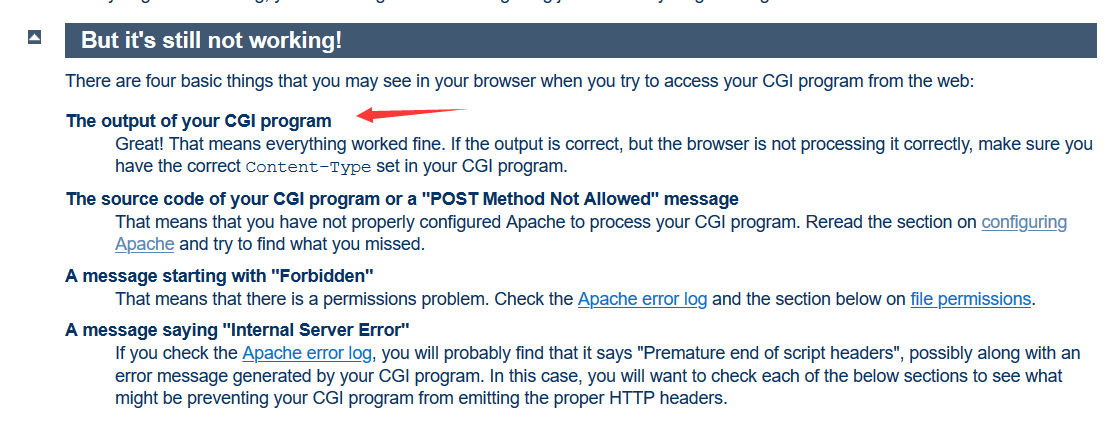 But it's still not working!
There are four basic things that you may see in your browser when you try to access your CGI program from the web:
The output of your CGI program
Great! That means everything worked fine. If the output is correct, but the browser is not processing it correctly, make sure you
have the correct Content-Type set in your CGI program.
The source code of your CGI program or a "POST Method Not Allowed" message
That means that you have not properly configured Apache to process your CGI program. Reread the section on configuring
Apache and try to find what you missed.
A message starting with "Forbidden"
That means that there is a permissions problem. Check the Apache error log and the section below on file permissions.
A message saying "Internal Server Error"
If you check the Apache error log, you will probably find that it says "Premature end of script headers", possibly along with an
error message generated by your CGI program. In this case, you will want to check each of the below sections to see what
might be preventing your CGI program from emitting the proper HTTP headers.